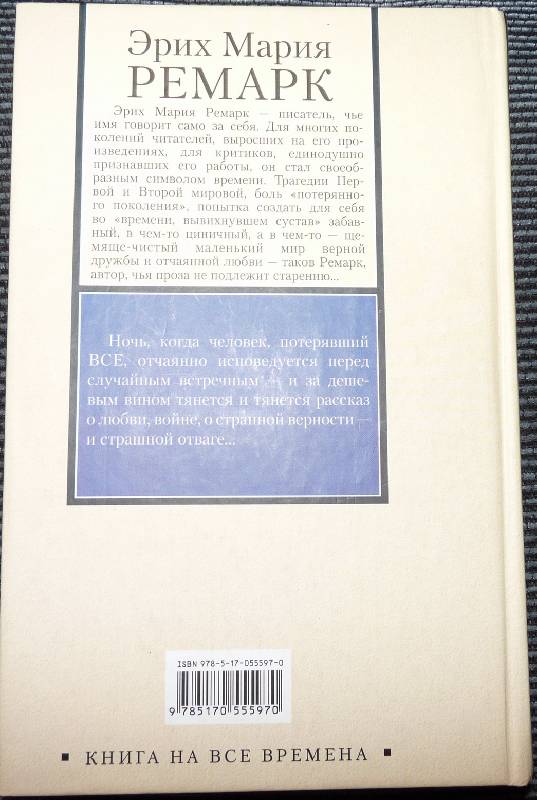 Эрих Мария
РЕМАРК
Эрих Мария Ремарк — писатель, чье
имя говорит само за себя. Для многих по-
колений читателей, выросших на его про-
изведениях, для критиков, единодушно
признавших его работы, он стал своеоб-
разным символом времени. Трагедии Пер-
вой и Второй мировой, боль «потерянно-
го поколения», попытка создать для себя
во «времени, вывихнувшем сустав» забав-
ный, в чем-то циничный, а в чем-то — ще-
мяще-чистый маленький мир верной
дружбы и отчаянной любви — таков Ремарк,
автор, чья проза не подлежит старению...
Ночь, когда человек, потерявший
ВСЕ, отчаянно исповедуется перед
случайным встречным — и за деше-
вым вином тянется и тянется рассказ
о любви, войне, о странной верности —
и страшной отваге...
ISBN 978-5-17-055597-0
9 785170 555970
▪ КНИГА НА ВСЕ ВРЕМЕНА ▪